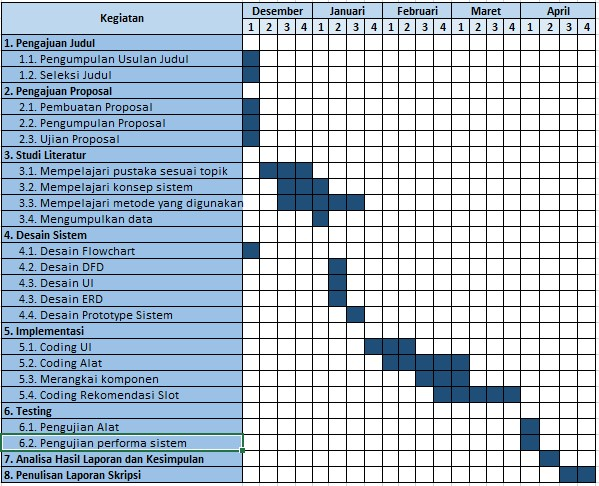 Kegiatan Desember Januari Februari Maret April
1 2 3 4 1 2 3 4 1 2 3 4 1 2 3 4 1 2 3 4
1. Pengajuan Judul
1.1. Pengumpulan Usulan Judul
1.2. Seleksi Judul
2. Pengajuan Proposal
2.1. Pembuatan Proposal
2.2. Pengumpulan Proposal
2.3. Ujian Proposal
3. Studi Literatur
3.1. Mempelajari pustaka sesuai topik
3.2. Mempelajari konsep sistem
3.3. Mempelajari metode yang digunakan
3.4. Mengumpulkan data
4. Desain Sistem
4.1. Desain Flowchart
4.2. Desain DFD
4.3. Desain UI
4.3. Desain ERD
4.4. Desain Prototype Sistem
5. Implementasi
5.1. Coding UI
5.2. Coding Alat
5.3. Merangkai komponen
5.4. Coding Rekomendasi Slot
6. Testing
6.1. Pengujian Alat
6.2. Pengujian performa sistem
7. Analisa Hasil Laporan dan Kesimpulan
8. Penulisan Laporan Skripsi